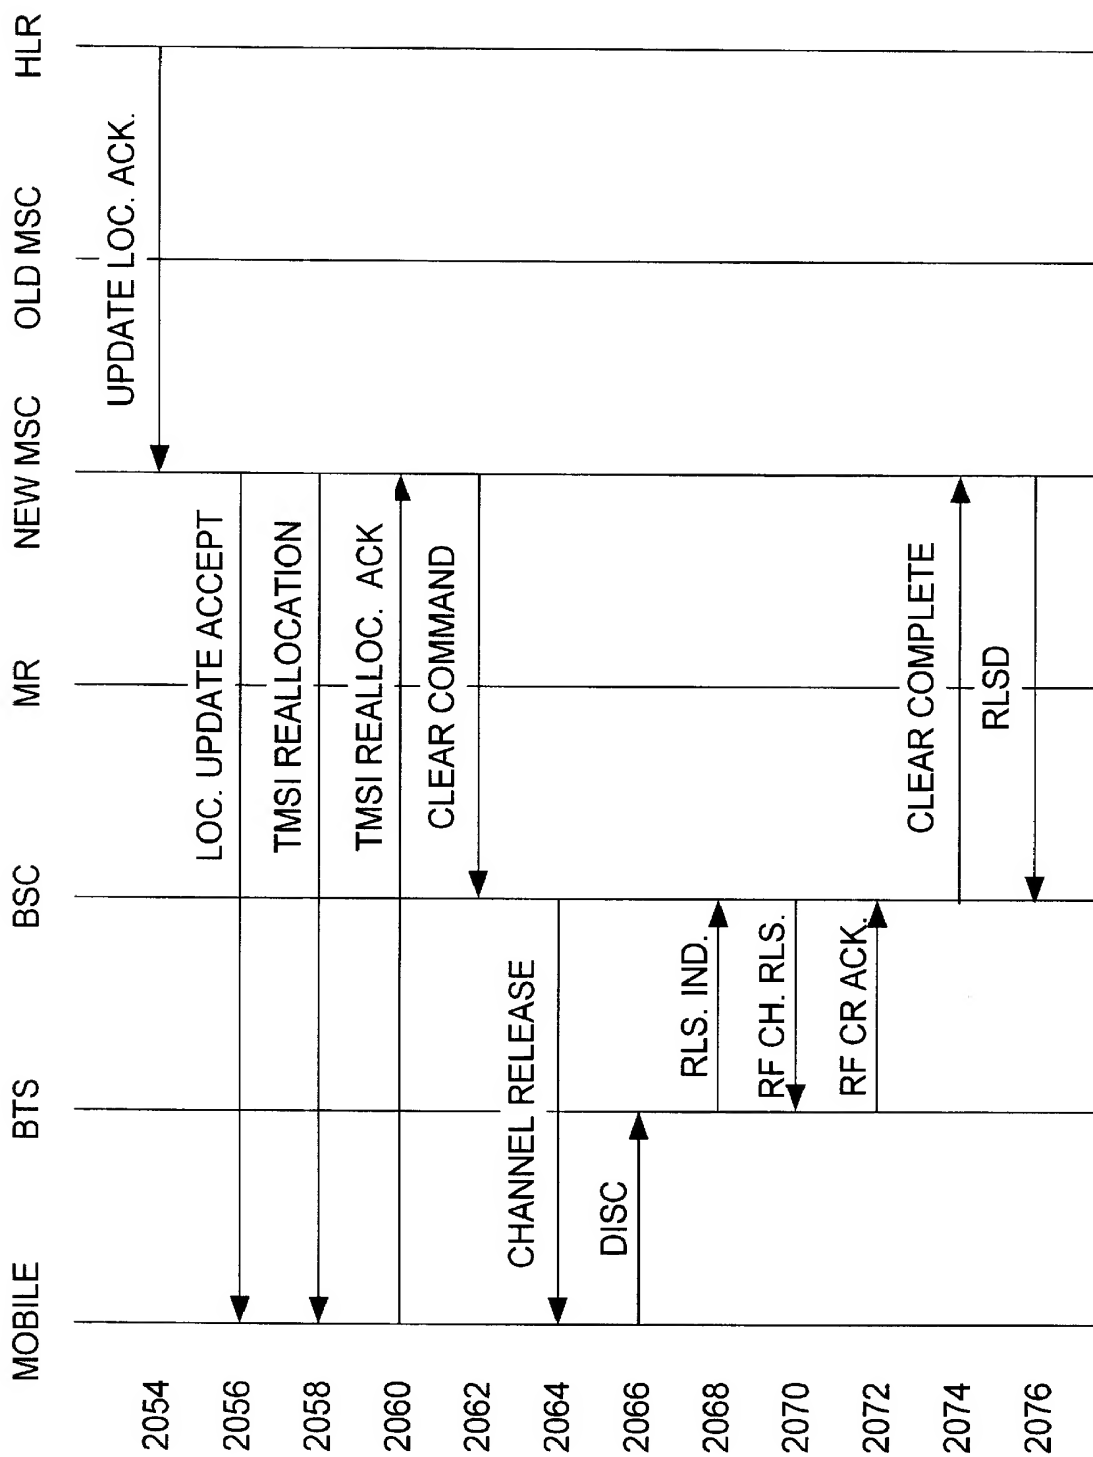 MOBILE
BTS
BSC
MR
NEW MSC
OLD MSC
HLR
2054
UPDATE LOC. ACK.
2056
LOC. UPDATE ACCEPT
2058
TMSI REALLOCATION
2060
TMSI REALLOC. ACK
2062
CLEAR COMMAND
2064
CHANNEL RELEASE
2066
DISC
2068
RLS. IND.
2070
RF CH. RLS.
2072
RF CR ACK.
2074
CLEAR COMPLETE
2076
RLSD